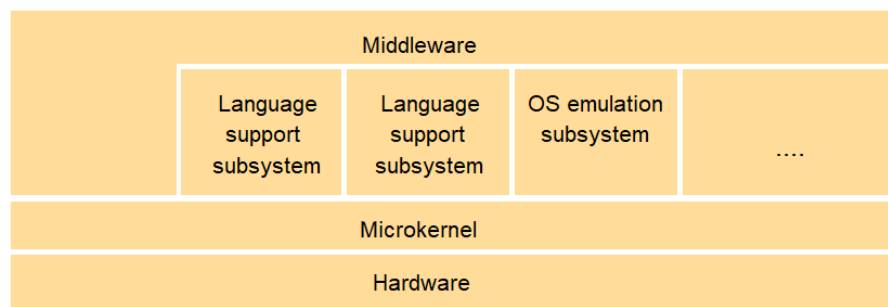 Middleware
Language
support
subsystem
Language
support
subsystem
OS emulation
subsystem
....
Microkernel
Hardware